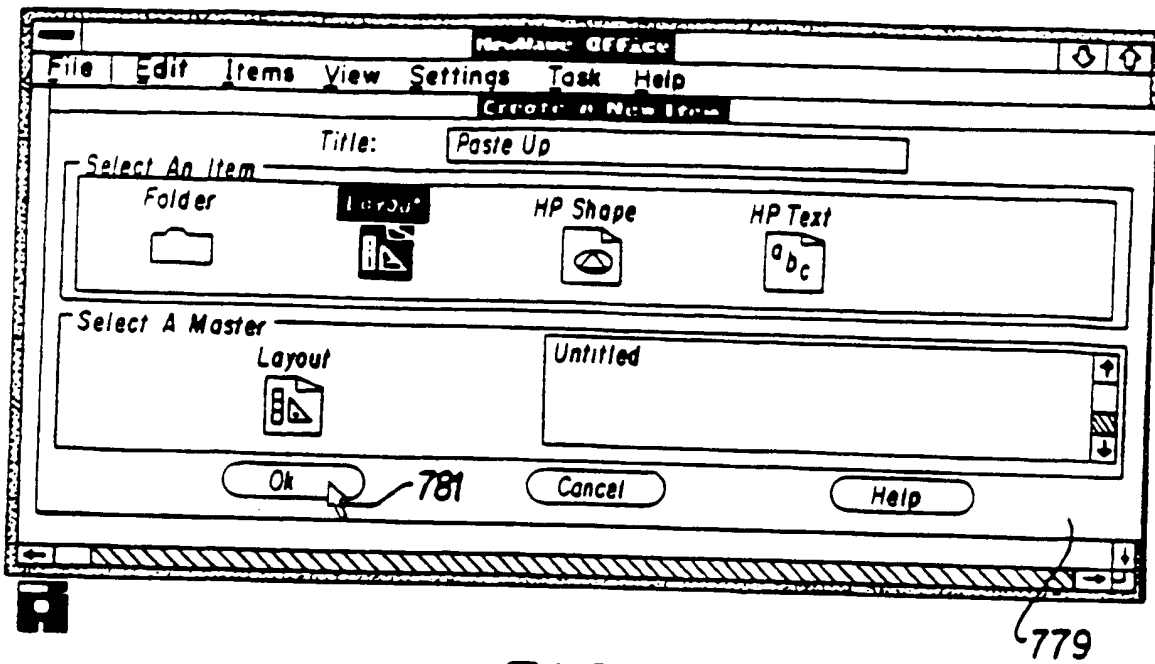 NewWave Office
File Edit Items View Settings Task Help
Create a New Item
Title: Paste Up
Select An Item
Folder Layout HP Shape HP Text
abc
Select A Master
Layout Untitled
Ok 781 Cancel Help
779